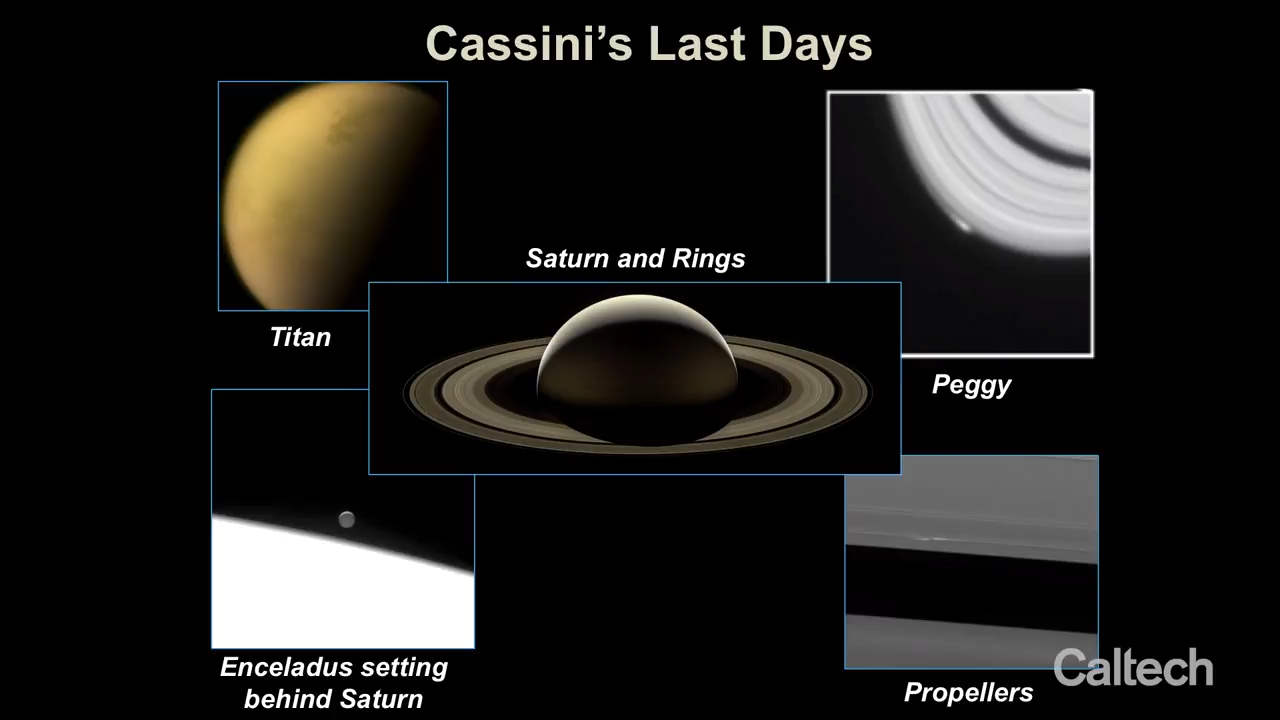 Cassini’s Last Days
Saturn and Rings
Titan
Peggy
Enceladus setting
behind Saturn
Propellers
Caltech